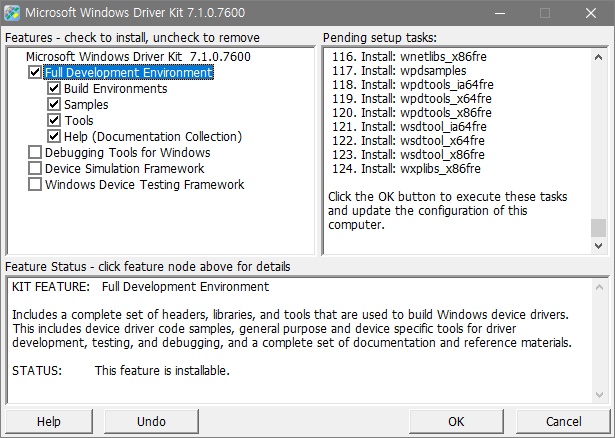 Microsoft Windows Driver Kit 7.1.0.7600
Features - check to install, uncheck to remove
Microsoft Windows Driver Kit  7.1.0.7600
Full Development Environment
Build Environments
Samples
Tools
Help (Documentation Collection)
Debugging Tools for Windows
Device Simulation Framework
Windows Device Testing Framework
Pending setup tasks:
116. Install: wnetlibs_x86fre
117. Install: wpdsamples
118. Install: wpdtools_ia64fre
119. Install: wpdtools_x64fre
120. Install: wpdtools_x86fre
121. Install: wsdtool_ia64fre
122. Install: wsdtool_x64fre
123. Install: wsdtool_x86fre
124. Install: wxplibs_x86fre
Click the OK button to execute these tasks
and update the configuration of this
computer.
Feature Status - click feature node above for details
KIT FEATURE:   Full Development Environment
Includes a complete set of headers, libraries, and tools that are used to build Windows device drivers.
This includes device driver code samples, general purpose and device specific tools for driver
development, testing, and debugging, and a complete set of documentation and reference materials.
STATUS:        This feature is installable.
Help
Undo
OK
Cancel